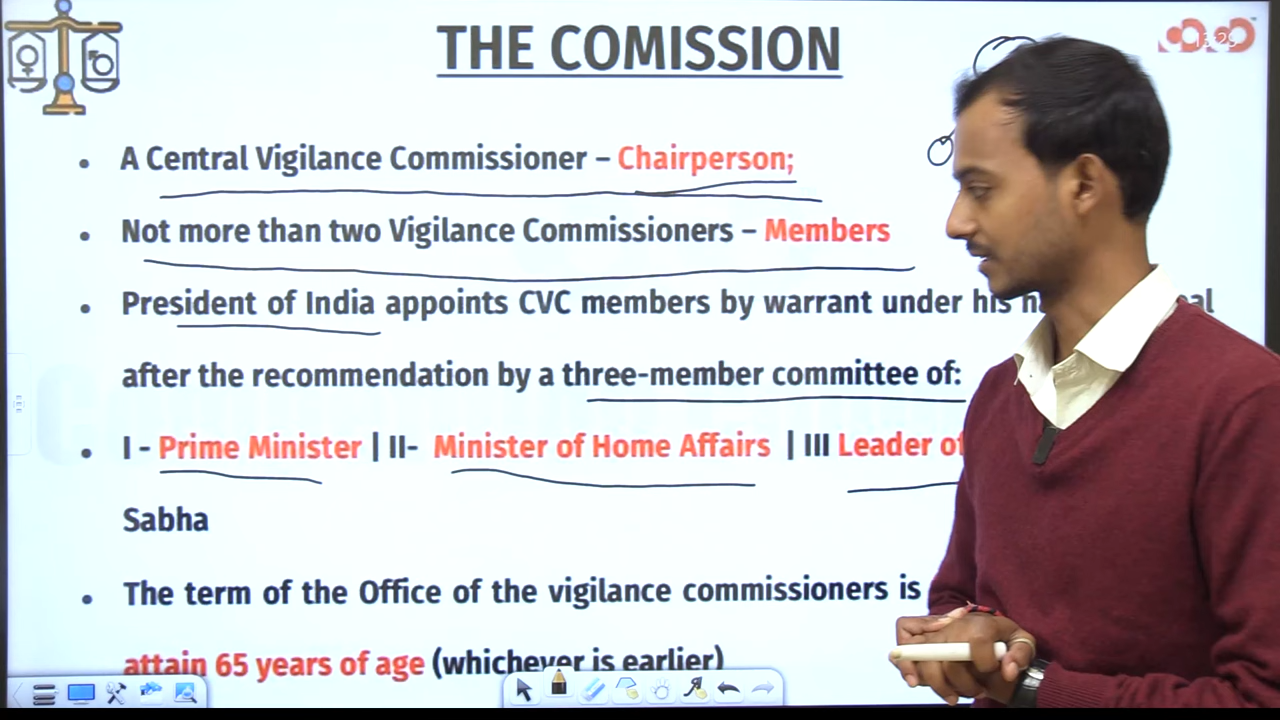 THE COMISSION
13:29
• A Central Vigilance Commissioner – Chairperson;
• Not more than two Vigilance Commissioners – Members
• President of India appoints CVC members by warrant under his
after the recommendation by a three-member committee of:
• I - Prime Minister | II- Minister of Home Affairs | III Leader of
Sabha
• The term of the Office of the vigilance commissioners is
attain 65 years of age (whichever is earlier)